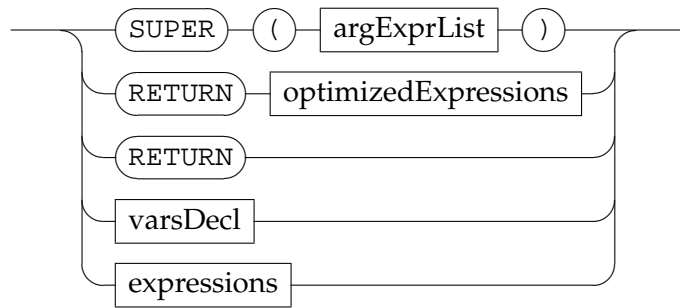 SUPER ( argExprList )
RETURN optimizedExpressions
RETURN
varsDecl
expressions